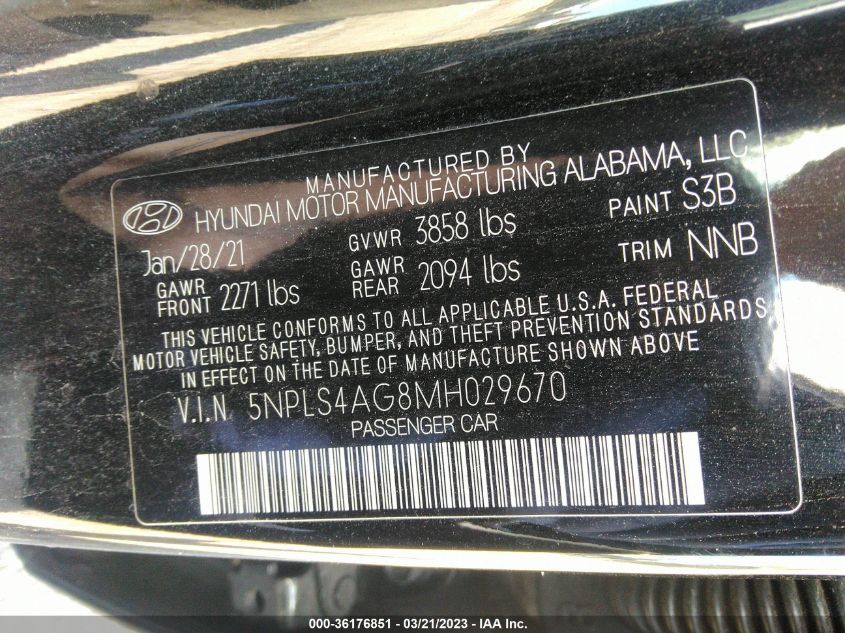 MANUFACTURED BY
HYUNDAI MOTOR MANUFACTURING ALABAMA, LLC
Jan/28/21 GVWR 3858 lbs PAINT S3B
GAWR FRONT 2271 lbs GAWR REAR 2094 lbs TRIM NNB
THIS VEHICLE CONFORMS TO ALL APPLICABLE U.S.A. FEDERAL
MOTOR VEHICLE SAFETY, BUMPER, AND THEFT PREVENTION STANDARDS
IN EFFECT ON THE DATE OF MANUFACTURE SHOWN ABOVE
V.I.N 5NPLS4AG8MH029670
PASSENGER CAR
000-36176851 - 03/21/2023 - IAA Inc.